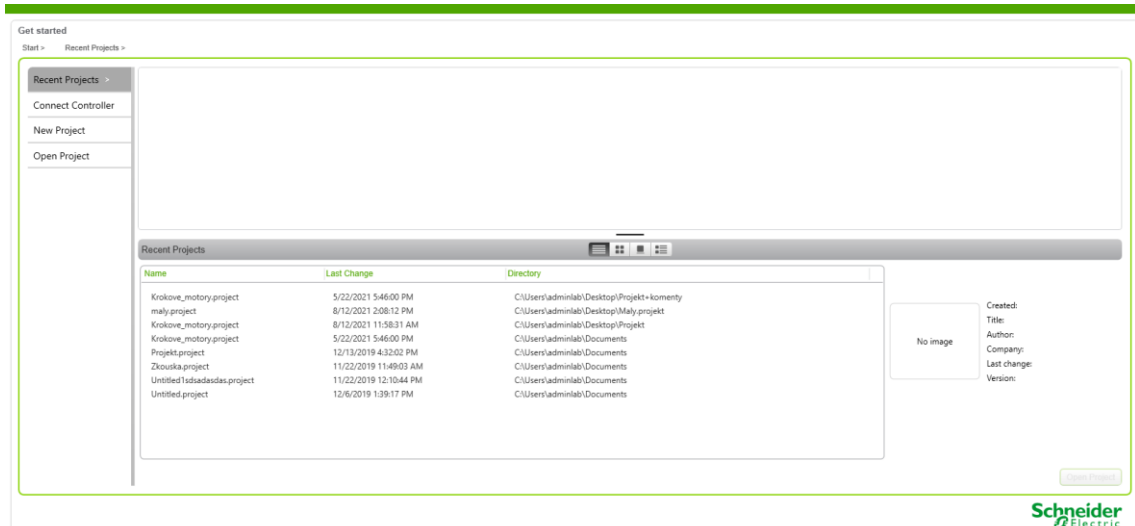 Get started
Start > Recent Projects >
Recent Projects >
Connect Controller
New Project
Open Project
Recent Projects
Name Last Change Directory
Krokove_motory.project 5/22/2021 5:46:00 PM C:\Users\adminlab\Desktop\Projekt+komenty
maly.project 8/12/2021 2:08:12 PM C:\Users\adminlab\Desktop\Maly.projekt
Krokove_motory.project 8/12/2021 11:58:31 AM C:\Users\adminlab\Desktop\Projekt
Krokove_motory.project 5/22/2021 5:46:00 PM C:\Users\adminlab\Documents
Projekt.project 12/13/2019 4:32:02 PM C:\Users\adminlab\Documents
Zkouska.project 11/22/2019 11:49:03 AM C:\Users\adminlab\Documents
Untitled1sdsadasdas.project 11/22/2019 12:10:44 PM C:\Users\adminlab\Documents
Untitled.project 12/6/2019 1:39:17 PM C:\Users\adminlab\Documents
No image
Created:
Title:
Author:
Company:
Last change:
Version:
Open Project
Schneider
Electric